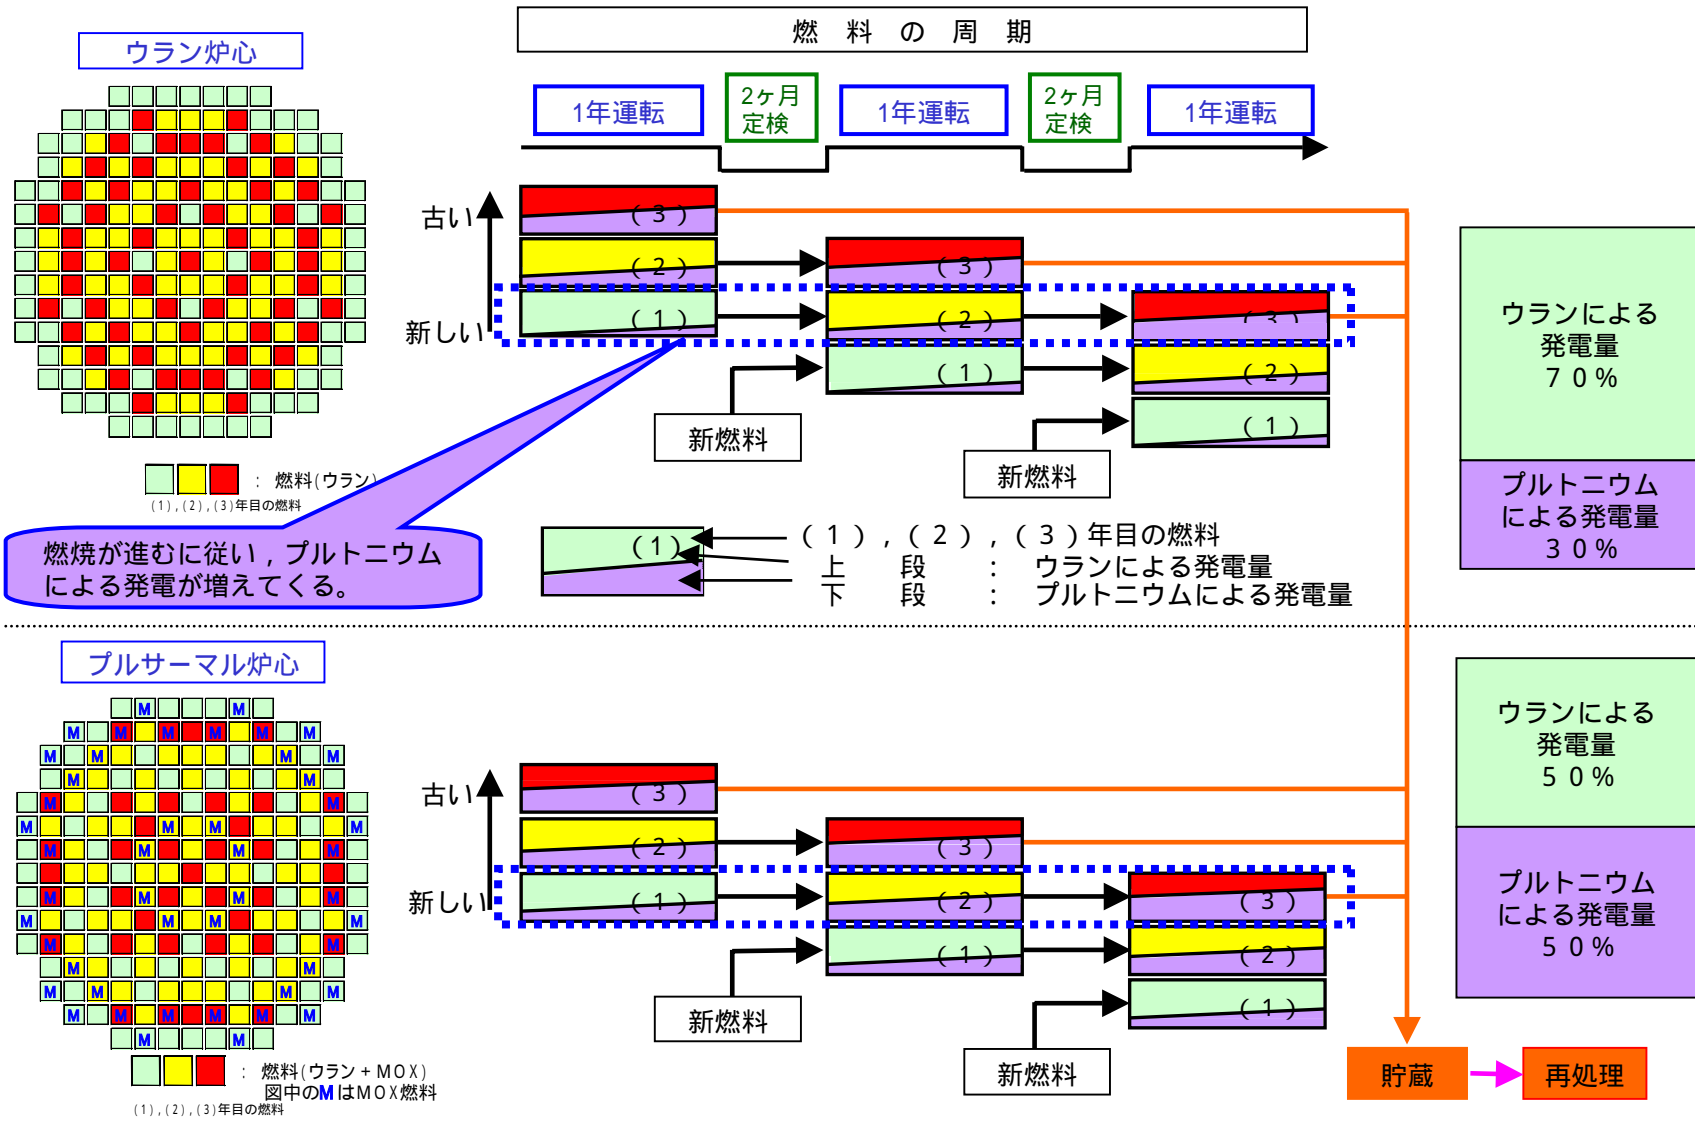 燃料の周期
ウラン炉心
1年運転
2ヶ月
定検
1年運転
2ヶ月
定検
1年運転
古い
新しい
(3)
(2)
(1)
(3)
(2)
(1)
(3)
(2)
(1)
新燃料
新燃料
ウランによる
発電量
70%
プルトニウム
による発電量
30%
: 燃料(ウラン)
(1),(2),(3)年目の燃料
燃焼が進むに従い,プルトニウム
による発電が増えてくる。
(1)
(1),(2),(3)年目の燃料
上段 : ウランによる発電量
下段 : プルトニウムによる発電量
プルサーマル炉心
M M
M M M M M M
M M M M
M M
M M
M M M M
M M M M
M M M M
M M M M
M M
M M
M M M M
M M M M M M
M M
: 燃料(ウラン+MOX)
図中のMはMOX燃料
(1),(2),(3)年目の燃料
古い
新しい
(3)
(2)
(1)
(3)
(2)
(1)
(3)
(2)
(1)
新燃料
新燃料
ウランによる
発電量
50%
プルトニウム
による発電量
50%
貯蔵
再処理